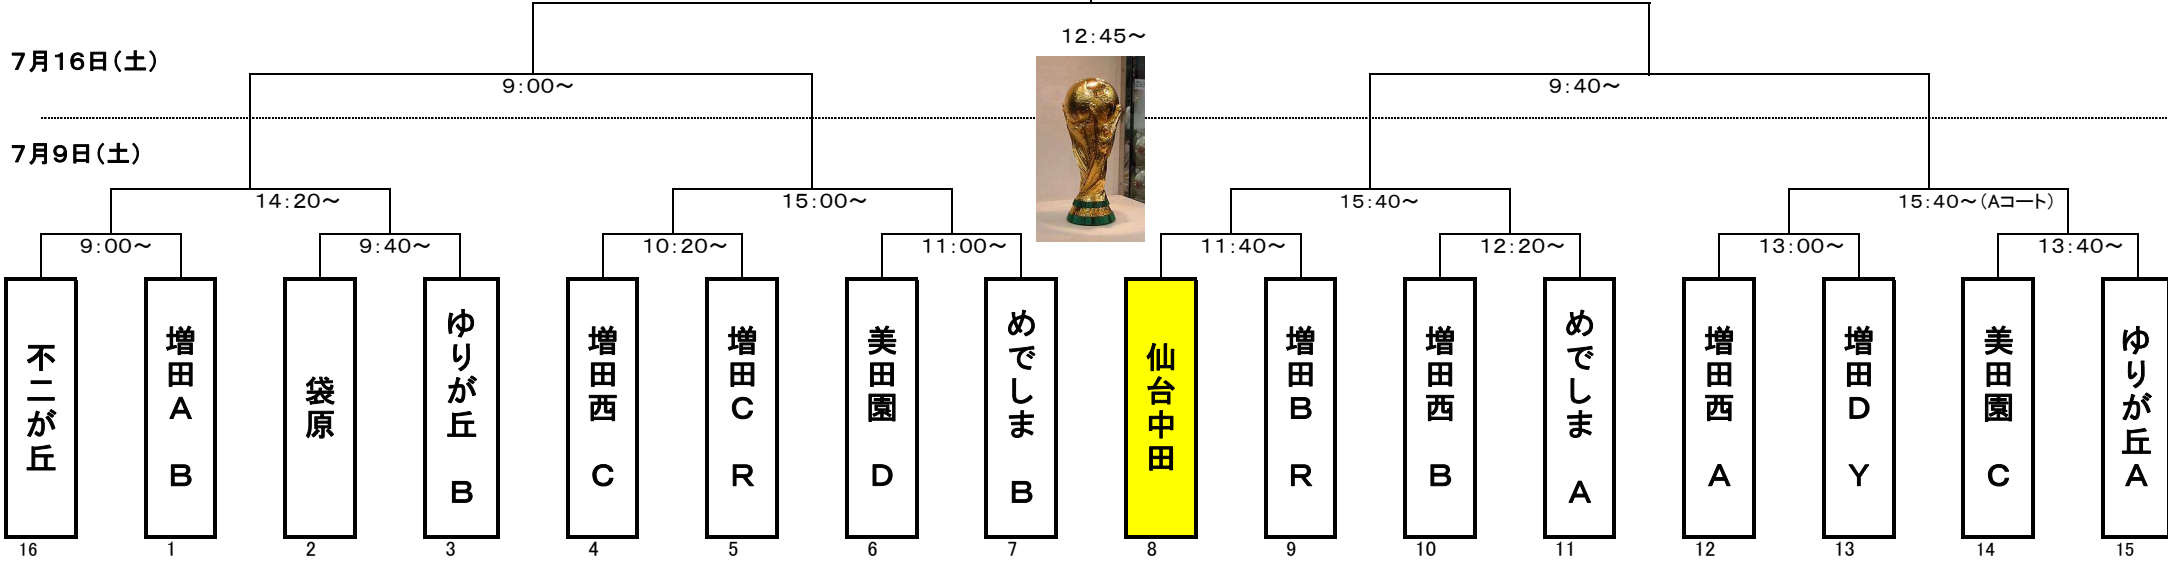 12:45～
7月16日（土）
9:00～
9:40～
7月9日（土）
14:20～
15:00～
15:40～
15:40～（Aコート）
9:00～
9:40～
10:20～
11:00～
11:40～
12:20～
13:00～
13:40～
不二が丘
増田A B
袋原
ゆりが丘 B
増田西 C
増田C R
美田園 D
めでしま B
仙台中田
増田B R
増田西 B
めでしま A
増田西 A
増田D Y
美田園 C
ゆりが丘A
16
1
2
3
4
5
6
7
8
9
10
11
12
13
14
15